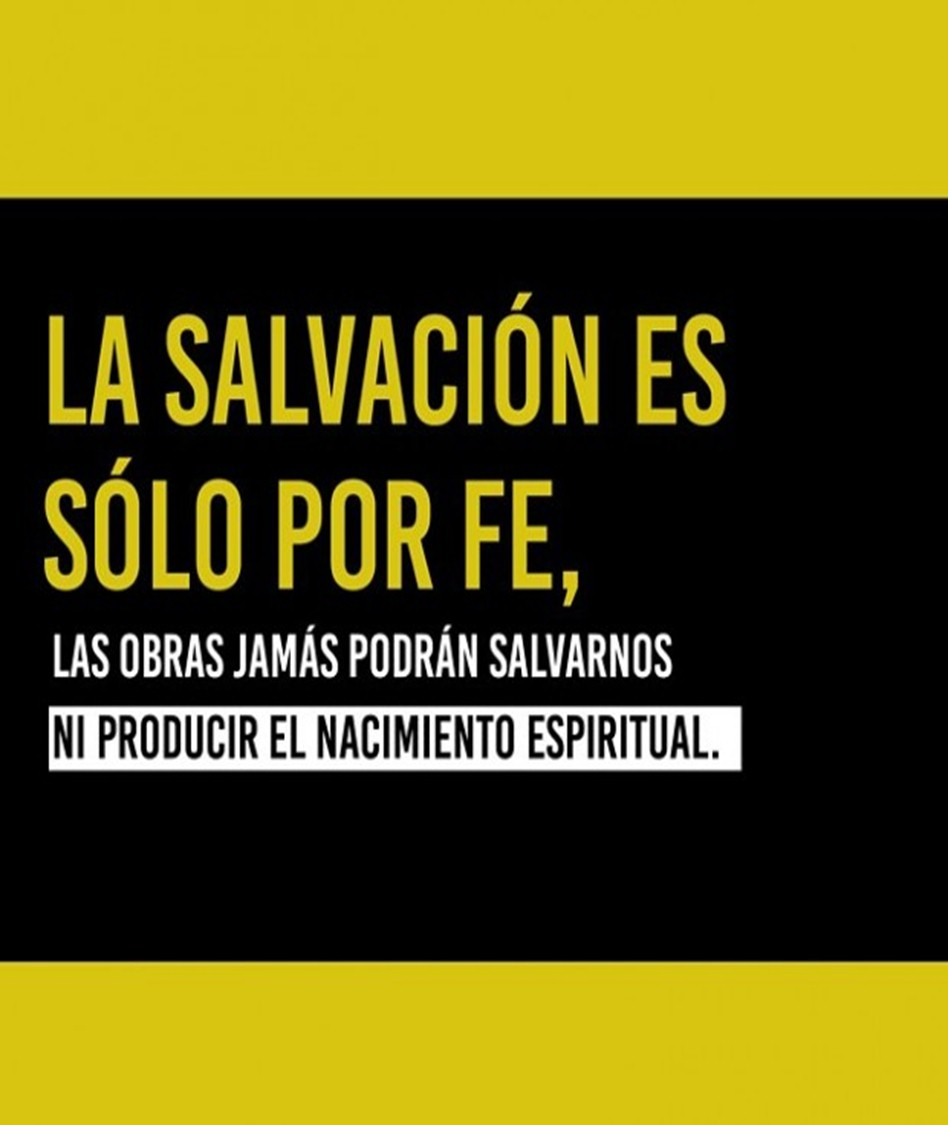 LA SALVACIÓN ES
SÓLO POR FE,
LAS OBRAS JAMÁS PODRÁN SALVARNOS
NI PRODUCIR EL NACIMIENTO ESPIRITUAL.